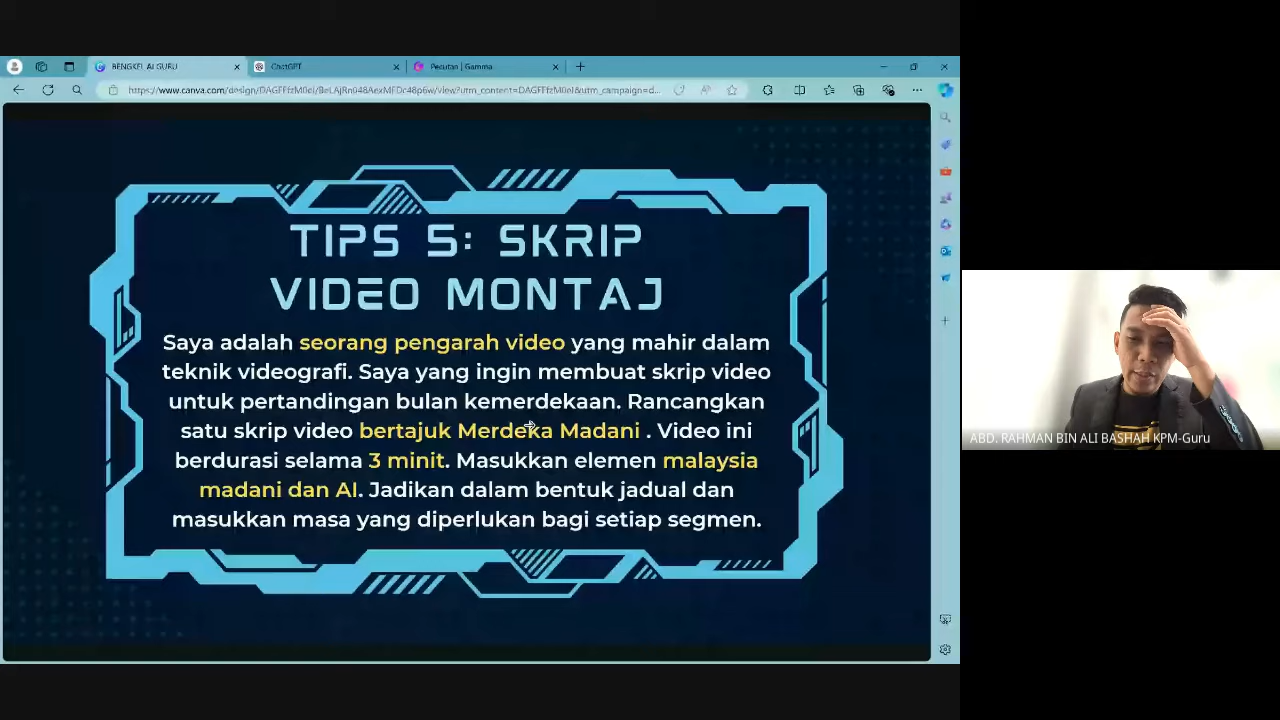 BENGKEL AI GURU
ChatGPT
Pecutan | Gamma
TIPS 5: SKRIP
VIDEO MONTAJ
Saya adalah seorang pengarah video yang mahir dalam
teknik videografi. Saya yang ingin membuat skrip video
untuk pertandingan bulan kemerdekaan. Rancangkan
satu skrip video bertajuk Merdeka Madani . Video ini
berdurasi selama 3 minit. Masukkan elemen malaysia
madani dan AI. Jadikan dalam bentuk jadual dan
masukkan masa yang diperlukan bagi setiap segmen.
ABD. RAHMAN BIN ALI BASHAH KPM-Guru